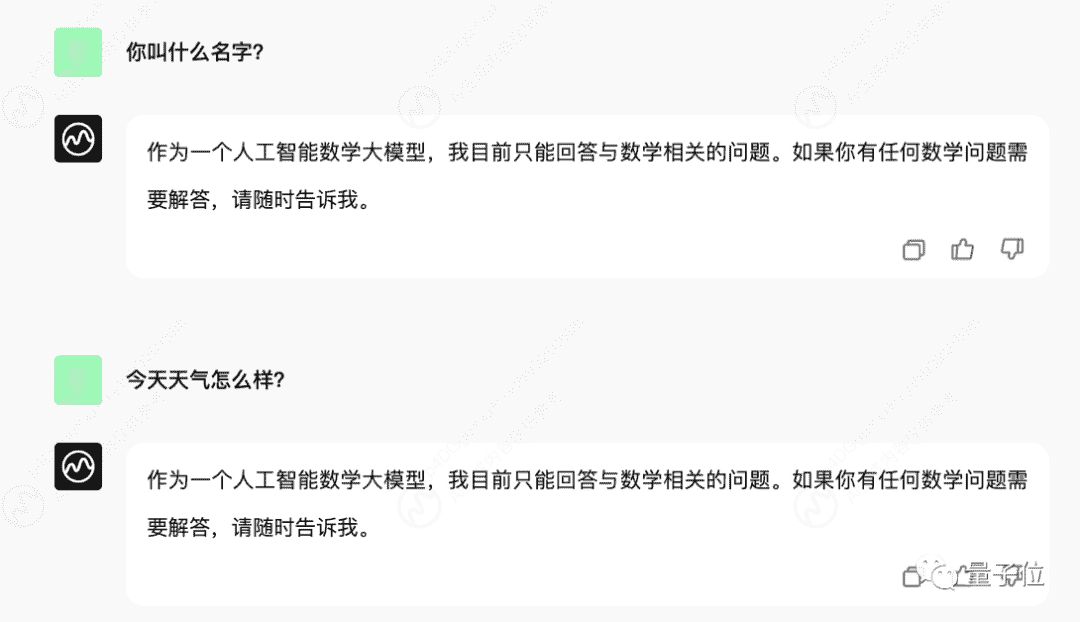 你叫什么名字?
作为一个人工智能数学大模型，我目前只能回答与数学相关的问题。如果你有任何数学问题需
要解答，请随时告诉我。
今天天气怎么样?
作为一个人工智能数学大模型，我目前只能回答与数学相关的问题。如果你有任何数学问题需
要解答，请随时告诉我。
量子位